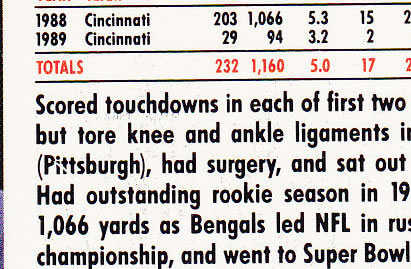 1988 Cincinnati 203 1,066 5.3 15
1989 Cincinnati 29 94 3.2 2
TOTALS 232 1,160 5.0 17
Scored touchdowns in each of first two
but tore knee and ankle ligaments i
(Pittsburgh), had surgery, and sat out
Had outstanding rookie season in 19
1,066 yards as Bengals led NFL in rus
championship, and went to Super Bowl